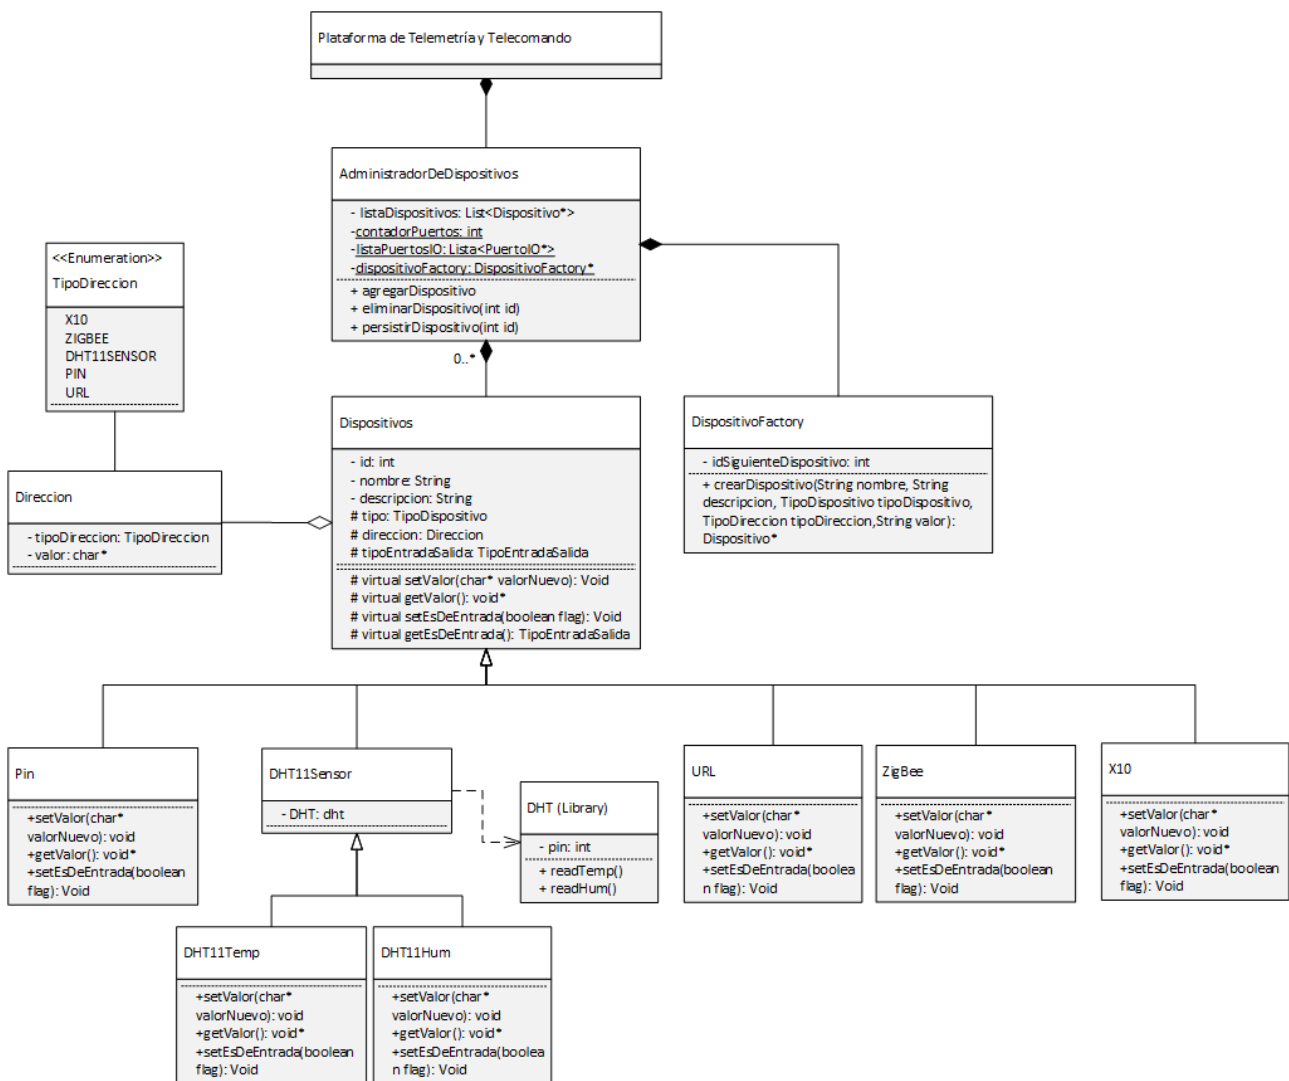 Plataforma de Telemetría y Telecomando
AdministradorDeDispositivos
- listaDispositivos: List<Dispositivo*>
-contadorPuertos: int
-listaPuertosIO: Lista<PuertoIO*>
-dispositivoFactory: DispositivoFactory*
+ agregarDispositivo
+ eliminarDispositivo(int id)
+ persistirDispositivo(int id)
0..*
<<Enumeration>>
TipoDireccion
X10
ZIGBEE
DHT11SENSOR
PIN
URL
Direccion
- tipoDireccion: TipoDireccion
- valor: char*
Dispositivos
- id: int
- nombre: String
- descripcion: String
# tipo: TipoDispositivo
# direccion: Direccion
# tipoEntradaSalida: TipoEntradaSalida
# virtual setValor(char* valorNuevo): Void
# virtual getValor(): void*
# virtual setEsDeEntrada(boolean flag): Void
# virtual getEsDeEntrada(): TipoEntradaSalida
DispositivoFactory
- idSiguienteDispositivo: int
+ crearDispositivo(String nombre, String
descripcion, TipoDispositivo tipoDispositivo,
TipoDireccion tipoDireccion,String valor):
Dispositivo*
Pin
+setValor(char*
valorNuevo): void
+getValor(): void*
+setEsDeEntrada(boolean
flag): Void
DHT11Sensor
- DHT: dht
DHT (Library)
- pin: int
+ readTemp()
+ readHum()
URL
+setValor(char*
valorNuevo): void
+getValor(): void*
+setEsDeEntrada(boolea
n flag): Void
ZigBee
+setValor(char*
valorNuevo): void
+getValor(): void*
+setEsDeEntrada(boolean
flag): Void
X10
+setValor(char*
valorNuevo): void
+getValor(): void*
+setEsDeEntrada(boolean
flag): Void
DHT11Temp
+setValor(char*
valorNuevo): void
+getValor(): void*
+setEsDeEntrada(boolean
flag): Void
DHT11Hum
+setValor(char*
valorNuevo): void
+getValor(): void*
+setEsDeEntrada(boolea
n flag): Void